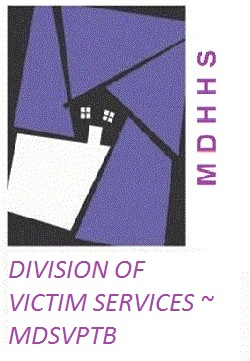 MDHHS
DIVISION OF
VICTIM SERVICES ~
MDSVPTB